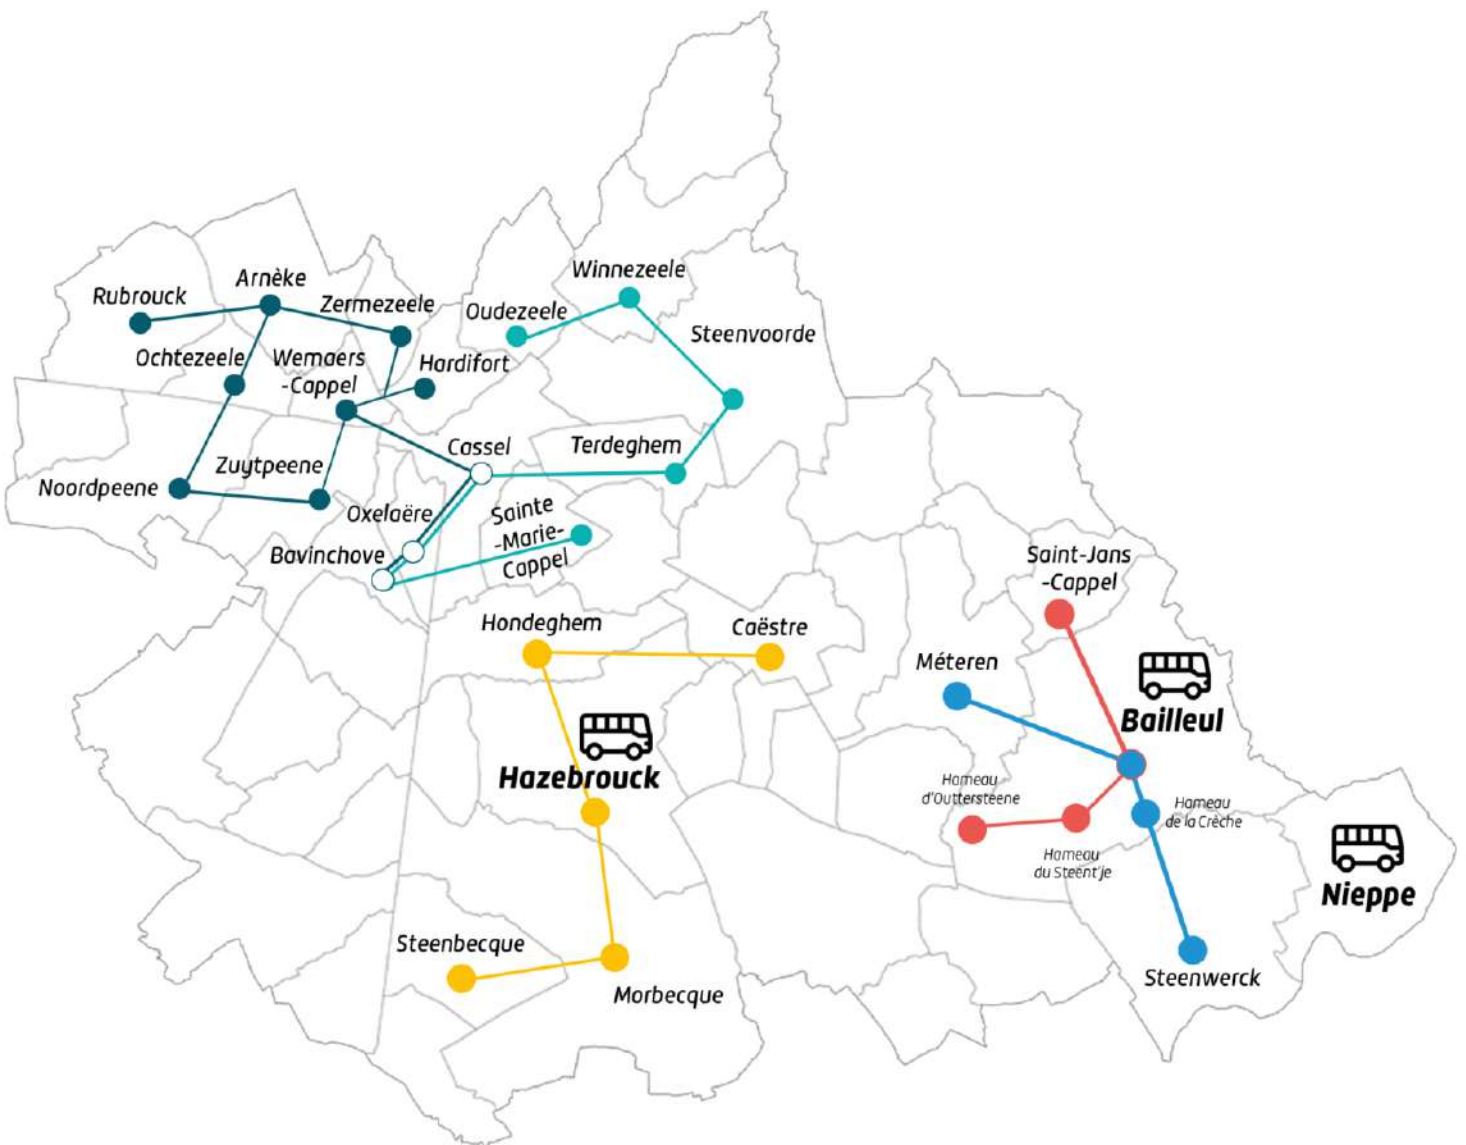 Winnezeele
Arnèke
Rubrouck
Zermezeele
Oudezeele
Steenvoorde
Ochtezeele
Wemaers
-Cappel
Hardifort
Cassel
Terdeghem
Zuytpeene
Noordpeene
Oxelaëre
Sainte
-Marie-
Cappel
Bavinchove
Saint-Jans
-Cappel
Hondeghem
Caëstre
Méteren
Bailleul
Hazebrouck
Hameau
d'Outtersteene
Hameau
de la Crèche
Hameau
du Steent'je
Nieppe
Steenbecque
Morbecque
Steenwerck